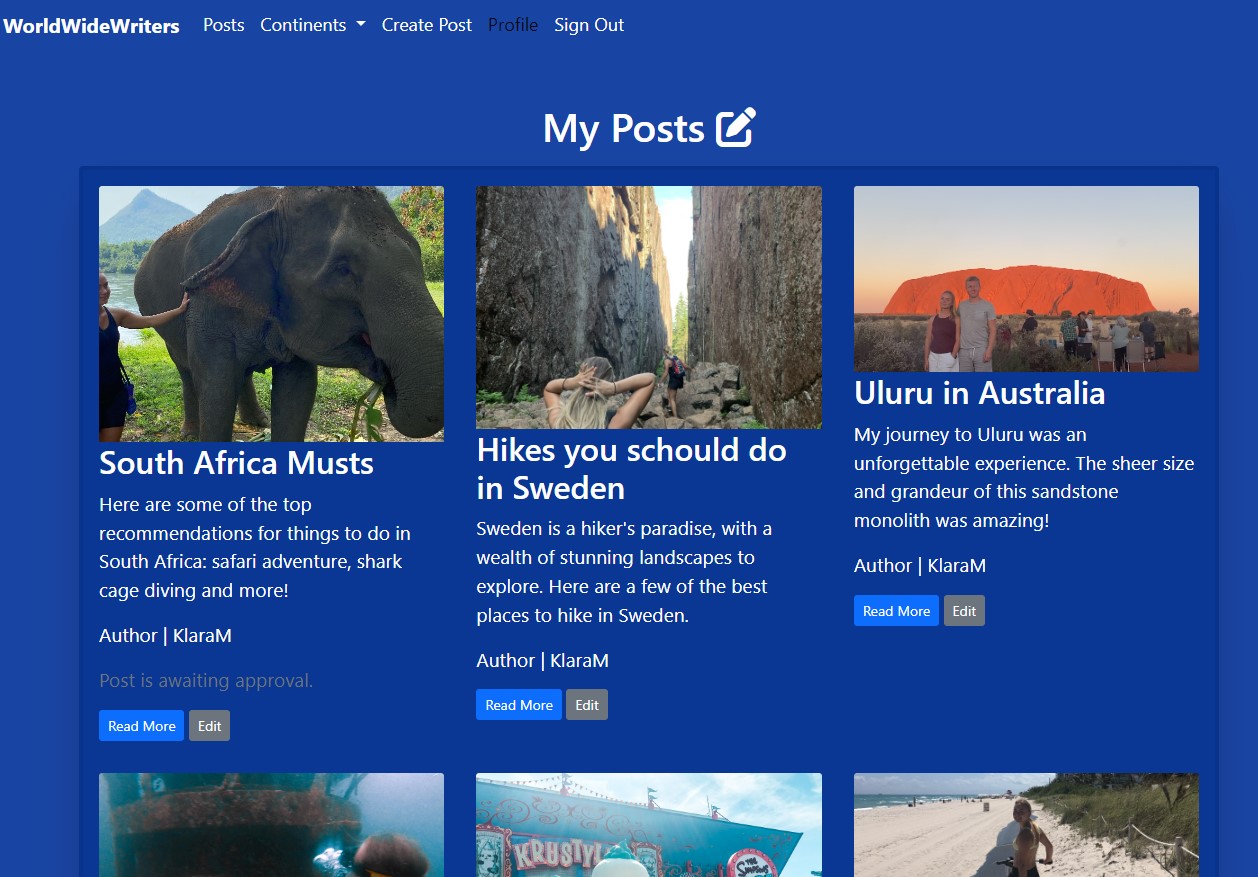 WorldWideWriters Posts Continents Create Post Profile Sign Out
My Posts
South Africa Musts
Here are some of the top
recommendations for things to do in
South Africa: safari adventure, shark
cage diving and more!
Author | KlaraM
Post is awaiting approval.
Read More Edit
Hikes you schould do
in Sweden
Sweden is a hiker's paradise, with a
wealth of stunning landscapes to
explore. Here are a few of the best
places to hike in Sweden.
Author | KlaraM
Read More Edit
Uluru in Australia
My journey to Uluru was an
unforgettable experience. The sheer size
and grandeur of this sandstone
monolith was amazing!
Author | KlaraM
Read More Edit
THE
SIMPSONS